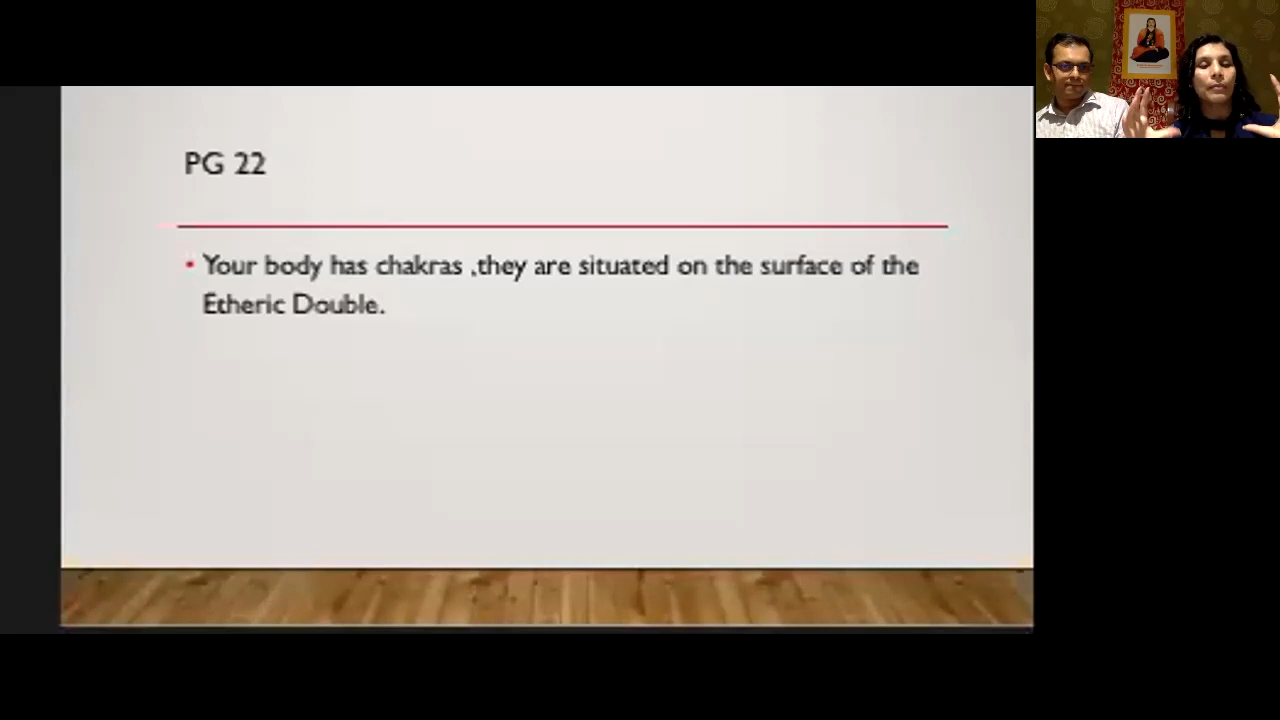 PG 22
• Your body has chakras ,they are situated on the surface of the
Etheric Double.